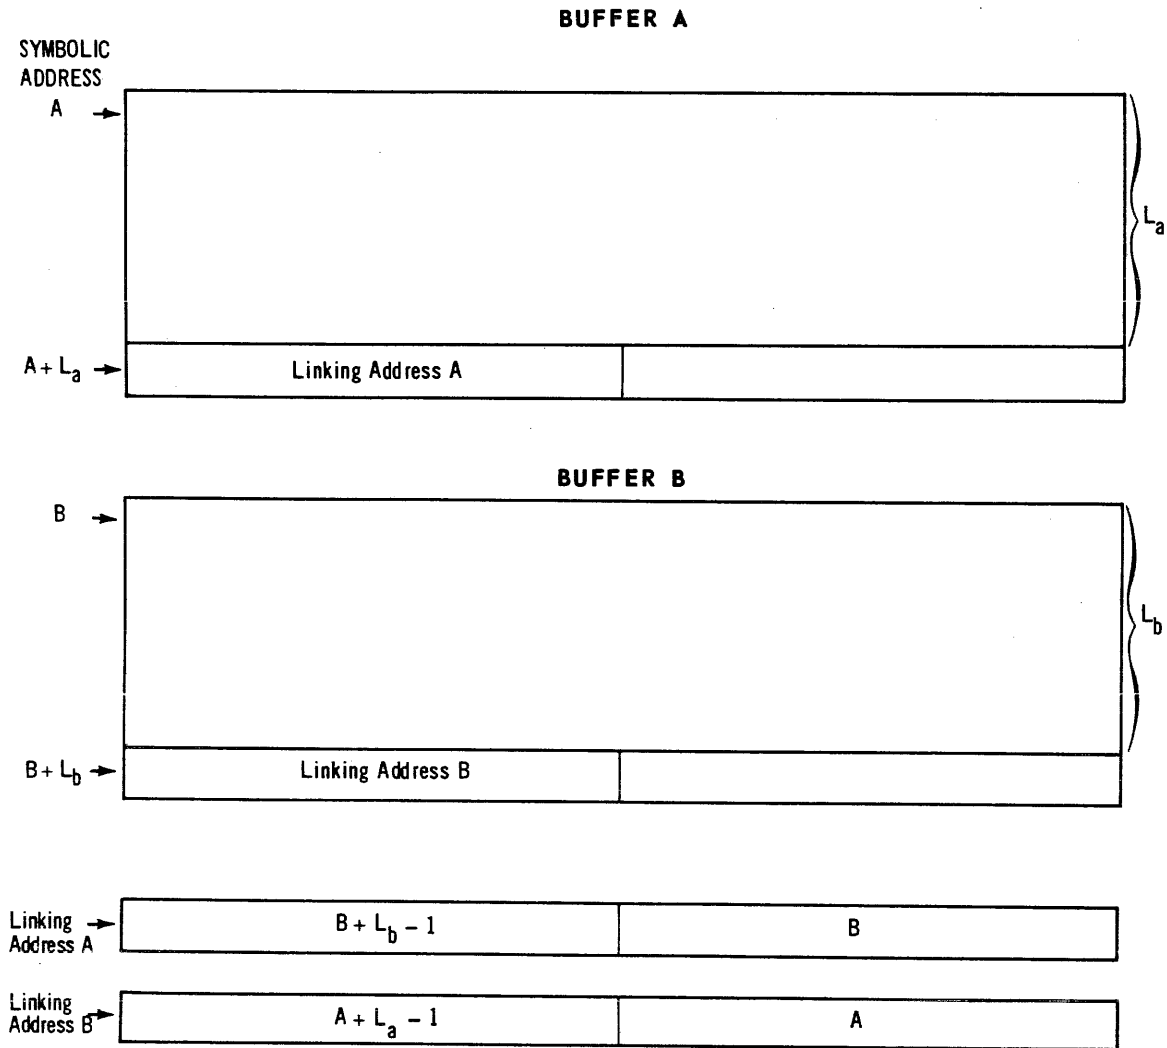 BUFFER A
SYMBOLIC
ADDRESS
A
L_a
A + L_a
Linking Address A
BUFFER B
B
L_b
B + L_b
Linking Address B
Linking
Address A
B + L_b − 1
B
Linking
Address B
A + L_a − 1
A